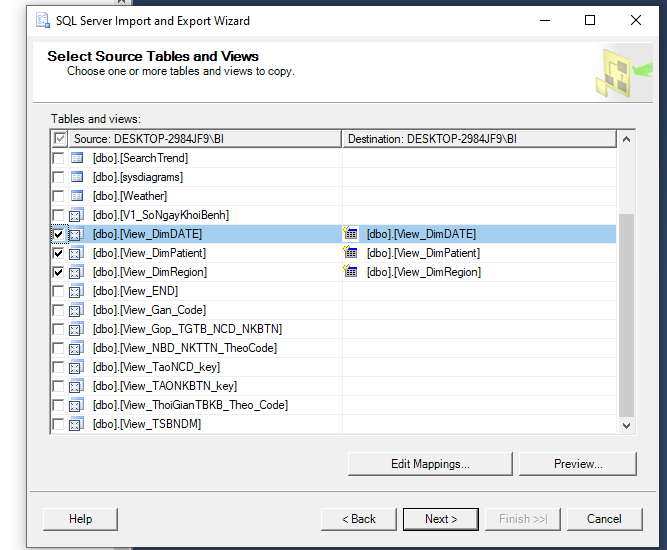 SQL Server Import and Export Wizard
Select Source Tables and Views
Choose one or more tables and views to copy.
Tables and views:
Source: DESKTOP-2984JF9\BI Destination: DESKTOP-2984JF9\BI
[dbo].[SearchTrend]
[dbo].[sysdiagrams]
[dbo].[Weather]
[dbo].[V1_SoNgayKhoiBenh]
[dbo].[View_DimDATE] [dbo].[View_DimDATE]
[dbo].[View_DimPatient] [dbo].[View_DimPatient]
[dbo].[View_DimRegion] [dbo].[View_DimRegion]
[dbo].[View_END]
[dbo].[View_Gan_Code]
[dbo].[View_Gop_TGTB_NCD_NKBTN]
[dbo].[View_NBD_NKTTN_TheoCode]
[dbo].[View_TaoNCD_key]
[dbo].[View_TAONKBTN_key]
[dbo].[View_ThoiGianTBKB_Theo_Code]
[dbo].[View_TSBNDM]
Edit Mappings... Preview...
Help < Back Next > Finish >>| Cancel